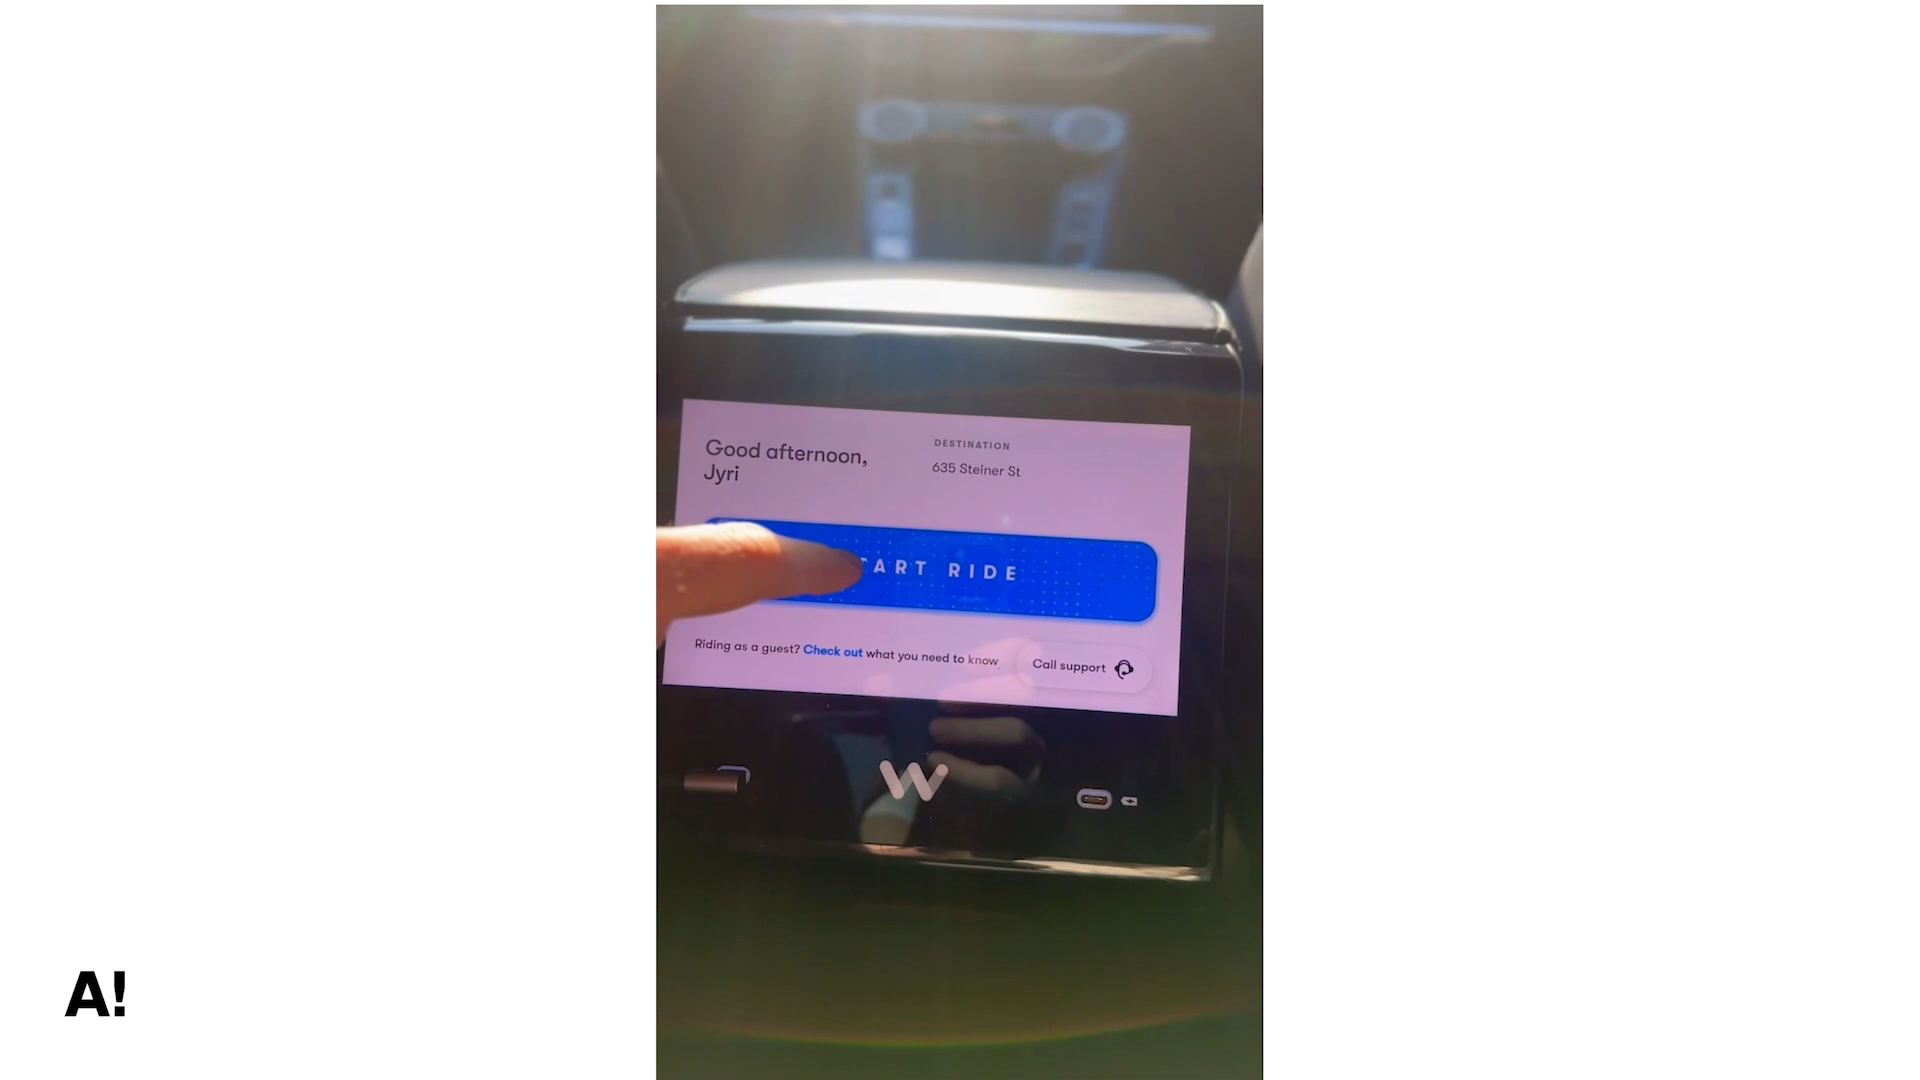 Good afternoon,
Jyri
DESTINATION
635 Steiner St
TART RIDE
Riding as a guest? Check out what you need to know
Call support
A!